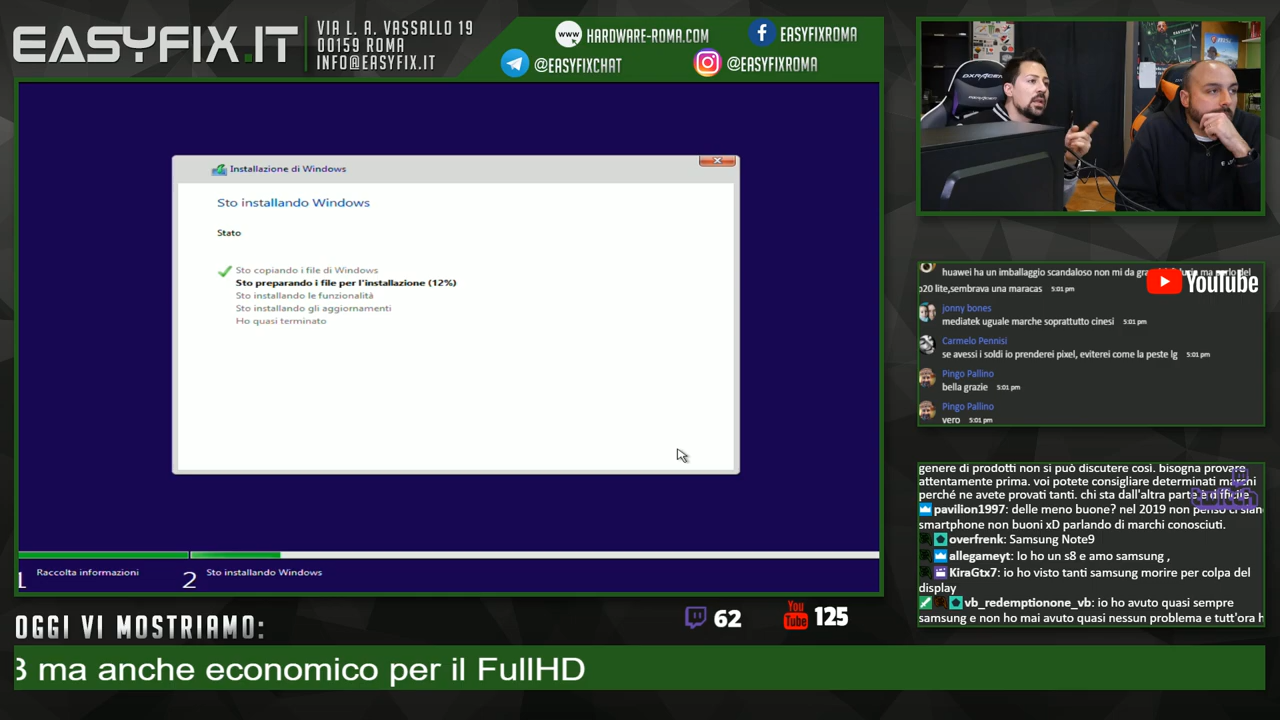 EASYFIX.IT
VIA L. A. VASSALLO 19
00159 ROMA
INFO@EASYFIX.IT
www HARDWARE-ROMA.COM
EASYFIXROMA
@EASYFIXCHAT
@EASYFIXROMA
Installazione di Windows
Sto installando Windows
Stato
Sto copiando i file di Windows
Sto preparando i file per l'installazione (12%)
Sto installando le funzionalità
Sto installando gli aggiornamenti
Ho quasi terminato
1 Raccolta informazioni
2 Sto installando Windows
DXRACER
huawei ha un imballaggio scandaloso non mi da
p20 lite,sembrava una maracas 5:01 pm
YouTube
jonny bones
mediatek uguale marche soprattutto cinesi 5:01 pm
Carmelo Pennisi
se avessi i soldi io prenderei pixel, eviterei come la peste lg 5:01 pm
Pingo Pallino
bella grazie 5:01 pm
Pingo Pallino
vero 5:01 pm
genere di prodotti non si può discutere così. bisogna provare
attentamente prima. voi potete consigliare determinati
perché ne avete provati tanti. chi sta dall'altra parte è
pavilion1997: delle meno buone? nel 2019 non penso
smartphone non buoni xD parlando di marchi conosciuti.
overfrenk: Samsung Note9
allegameyt: Io ho un s8 e amo samsung ,
KiraGtx7: io ho visto tanti samsung morire per colpa del
display
vb_redemptionone_vb: io ho avuto quasi sempre
samsung e non ho mai avuto quasi nessun problema e tutt'ora h
OGGI VI MOSTRIAMO:
62
You Tube 125
3 ma anche economico per il FullHD